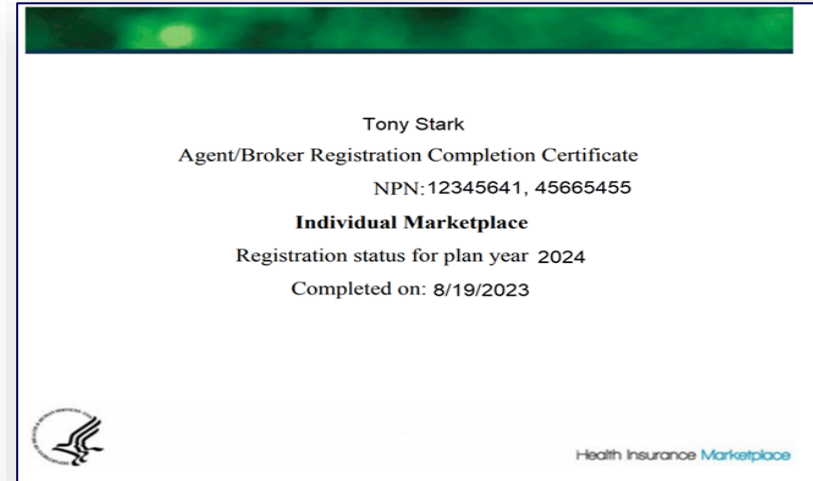 Tony Stark
Agent/Broker Registration Completion Certificate
NPN: 12345641, 45665455
Individual Marketplace
Registration status for plan year 2024
Completed on: 8/19/2023
Health Insurance Marketplace